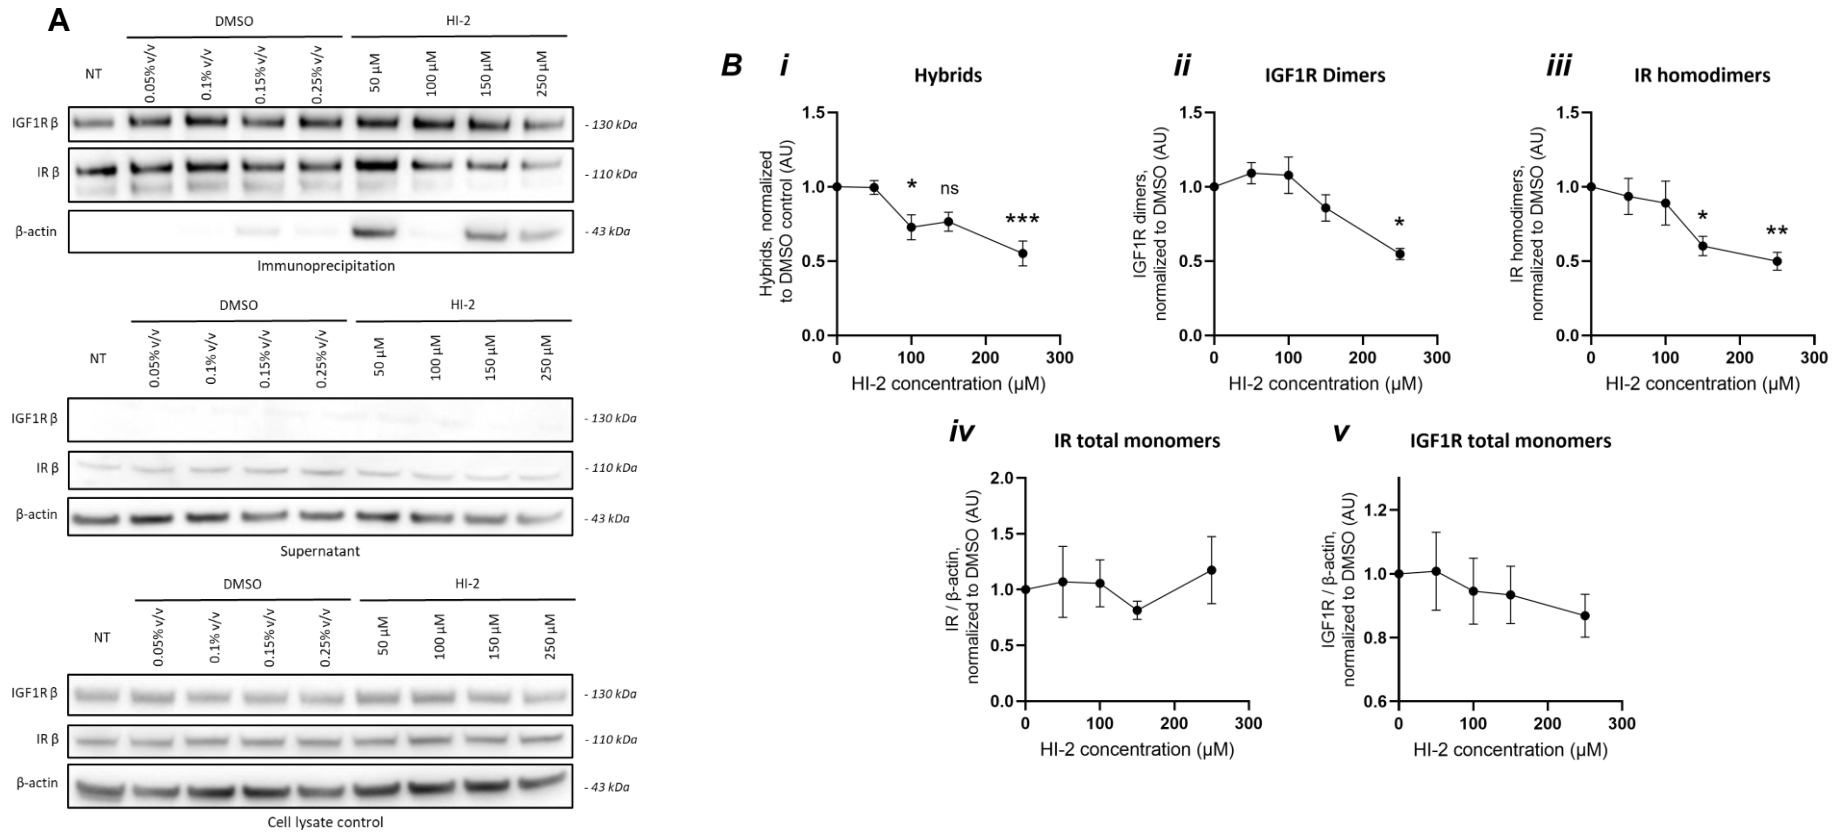 A
DMSO
HI-2
NT
0.05% v/v
0.1% v/v
0.15% v/v
0.25% v/v
50 µM
100 µM
150 µM
250 µM
IGF1R β
- 130 kDa
IR β
- 110 kDa
β-actin
- 43 kDa
Immunoprecipitation
DMSO
HI-2
NT
0.05% v/v
0.1% v/v
0.15% v/v
0.25% v/v
50 µM
100 µM
150 µM
250 µM
IGF1R β
- 130 kDa
IR β
- 110 kDa
β-actin
- 43 kDa
Supernatant
DMSO
HI-2
NT
0.05% v/v
0.1% v/v
0.15% v/v
0.25% v/v
50 µM
100 µM
150 µM
250 µM
IGF1R β
- 130 kDa
IR β
- 110 kDa
β-actin
- 43 kDa
Cell lysate control
B
i
Hybrids
Hybrids, normalized
to DMSO control (AU)
1.5
1.0
0.5
0.0
*
ns
***
0 100 200 300
HI-2 concentration (µM)
ii
IGF1R Dimers
IGF1R dimers,
normalized to DMSO (AU)
1.5
1.0
0.5
0.0
*
0 100 200 300
HI-2 concentration (µM)
iii
IR homodimers
IR homodimers,
normalized to DMSO (AU)
1.5
1.0
0.5
0.0
*
**
0 100 200 300
HI-2 concentration (µM)
iv
IR total monomers
IR / β-actin,
normalized to DMSO (AU)
2.0
1.5
1.0
0.5
0.0
0 100 200 300
HI-2 concentration (µM)
v
IGF1R total monomers
IGF1R / β-actin,
normalized to DMSO (AU)
1.2
1.0
0.8
0.6
0 100 200 300
HI-2 concentration (µM)